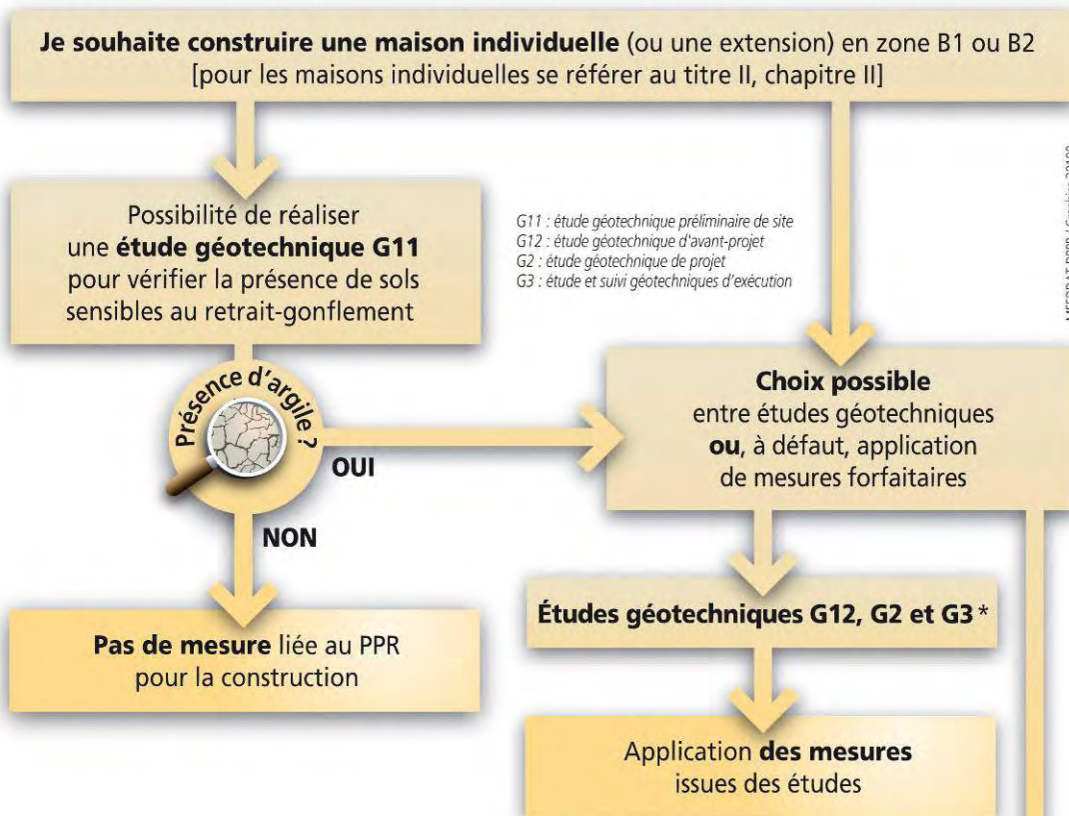 Je souhaite construire une maison individuelle (ou une extension) en zone B1 ou B2
[pour les maisons individuelles se référer au titre II, chapitre II]
Possibilité de réaliser
une étude géotechnique G11
pour vérifier la présence de sols
sensibles au retrait-gonflement
G11 : étude géotechnique préliminaire de site
G12 : étude géotechnique d'avant-projet
G2 : étude géotechnique de projet
G3 : étude et suivi géotechniques d'exécution
Présence d'argile ?
OUI
NON
Choix possible
entre études géotechniques
ou, à défaut, application
de mesures forfaitaires
Pas de mesure liée au PPR
pour la construction
Études géotechniques G12, G2 et G3 *
Application des mesures
issues des études